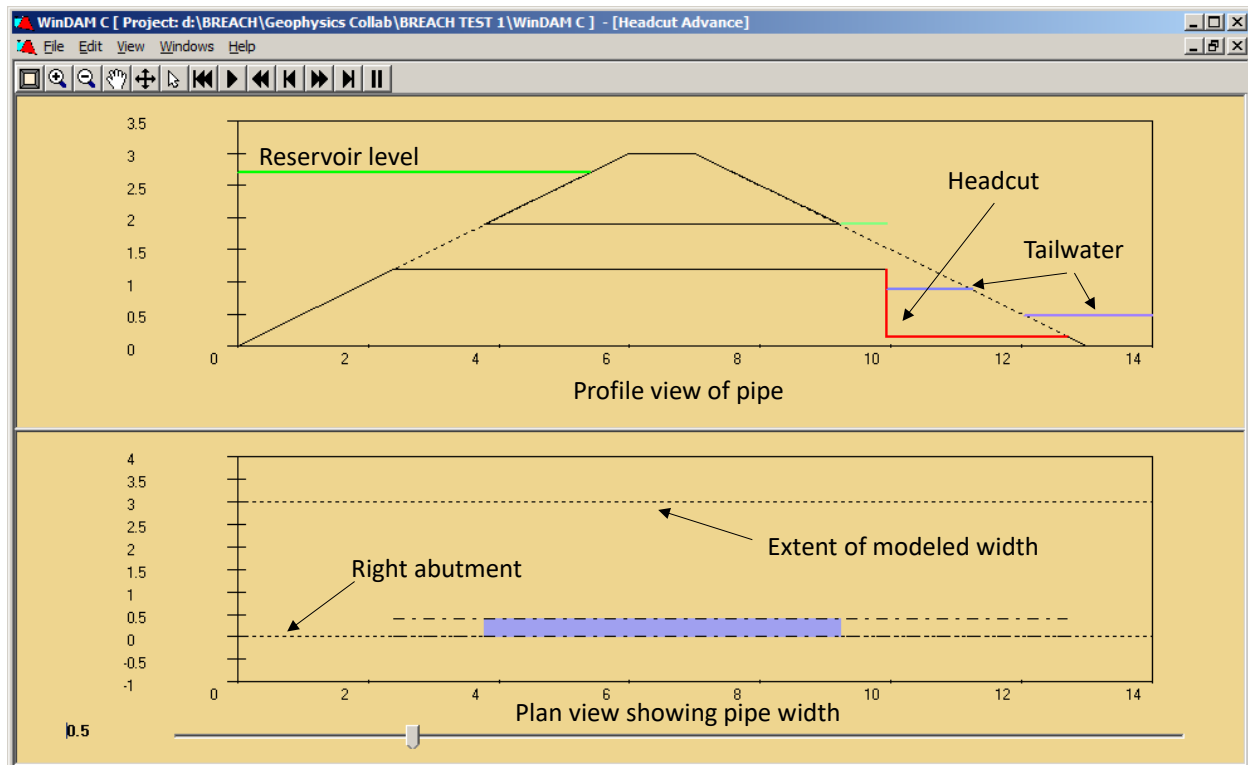 WinDAM C [ Project: d:\BREACH\Geophysics Collab\BREACH TEST 1\WinDAM C ] - [Headcut Advance]
File Edit View Windows Help
3.5
3
2.5
2
1.5
1
0.5
0
Reservoir level
Headcut
Tailwater
0 2 4 6 8 10 12 14
Profile view of pipe
4
3.5
3
2.5
2
1.5
1
0.5
0
-0.5
-1
Extent of modeled width
Right abutment
0 2 4 6 8 10 12 14
Plan view showing pipe width
0.5